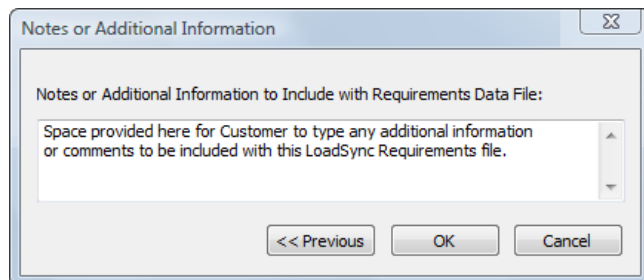 Notes or Additional Information
Notes or Additional Information to Include with Requirements Data File:
Space provided here for Customer to type any additional information
or comments to be included with this LoadSync Requirements file.
<< Previous
OK
Cancel